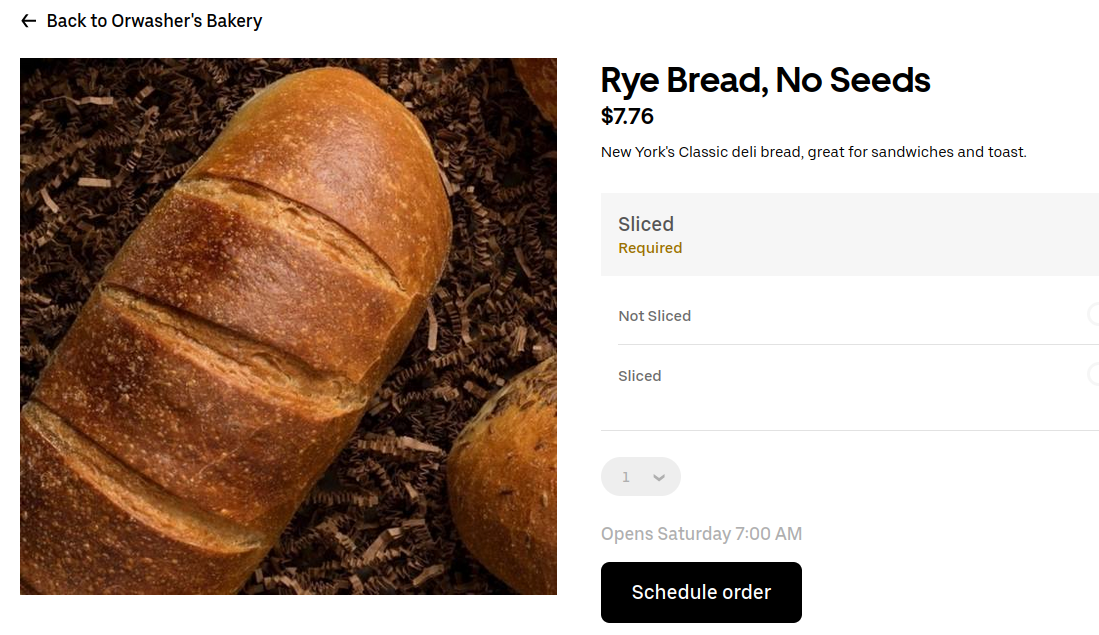 Back to Orwasher's Bakery
Rye Bread, No Seeds
$7.76
New York's Classic deli bread, great for sandwiches and toast.
Sliced
Required
Not Sliced
Sliced
1
Opens Saturday 7:00 AM
Schedule order